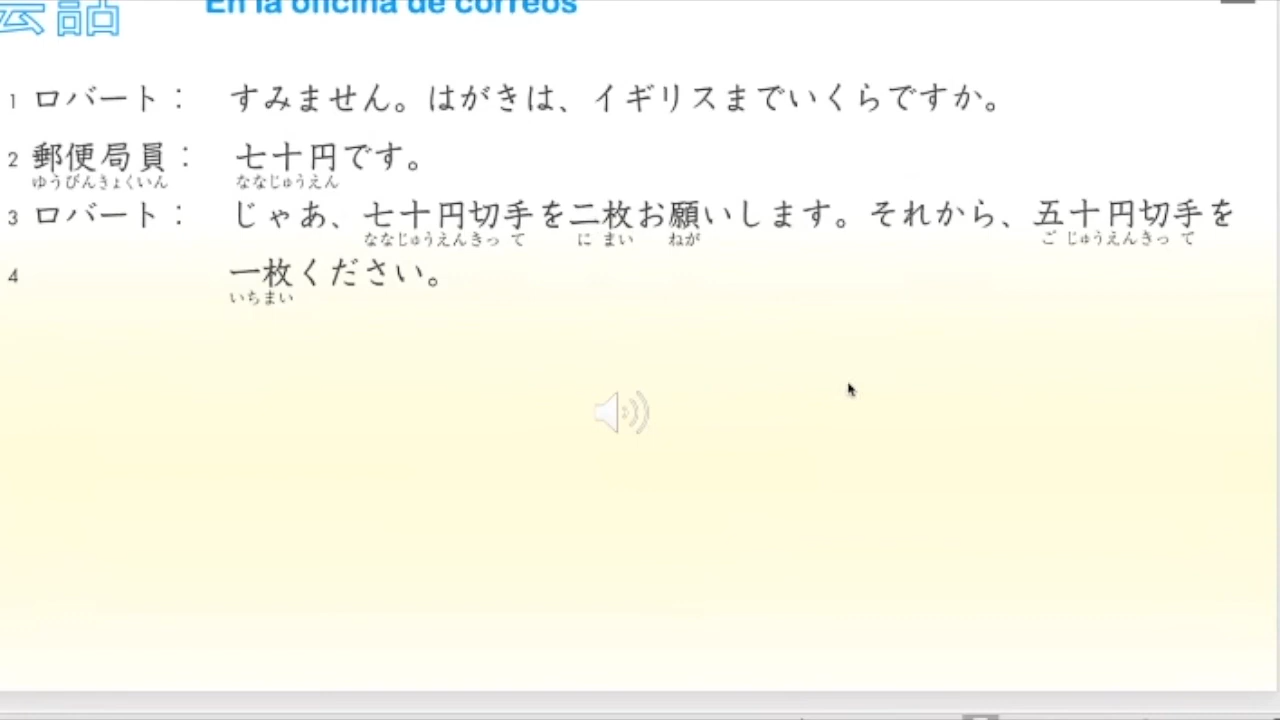 会話 En la oficina de correos
1 ロバート： すみません。はがきは、イギリスまでいくらですか。
2 郵便局員： 七十円です。
ゆうびんきょくいん ななじゅうえん
3 ロバート： じゃあ、七十円切手を二枚お願いします。それから、五十円切手を
ななじゅうえんきって に まい ねが ご じゅうえんきって
4 一枚ください。
いちまい